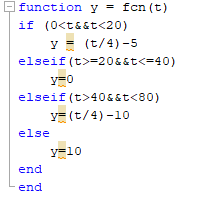 function y = fcn(t)
if (0<t&&t<20)
y = (t/4)-5
elseif(t>=20&&t<=40)
y=0
elseif(t>40&&t<80)
y=(t/4)-10
else
y=10
end
end